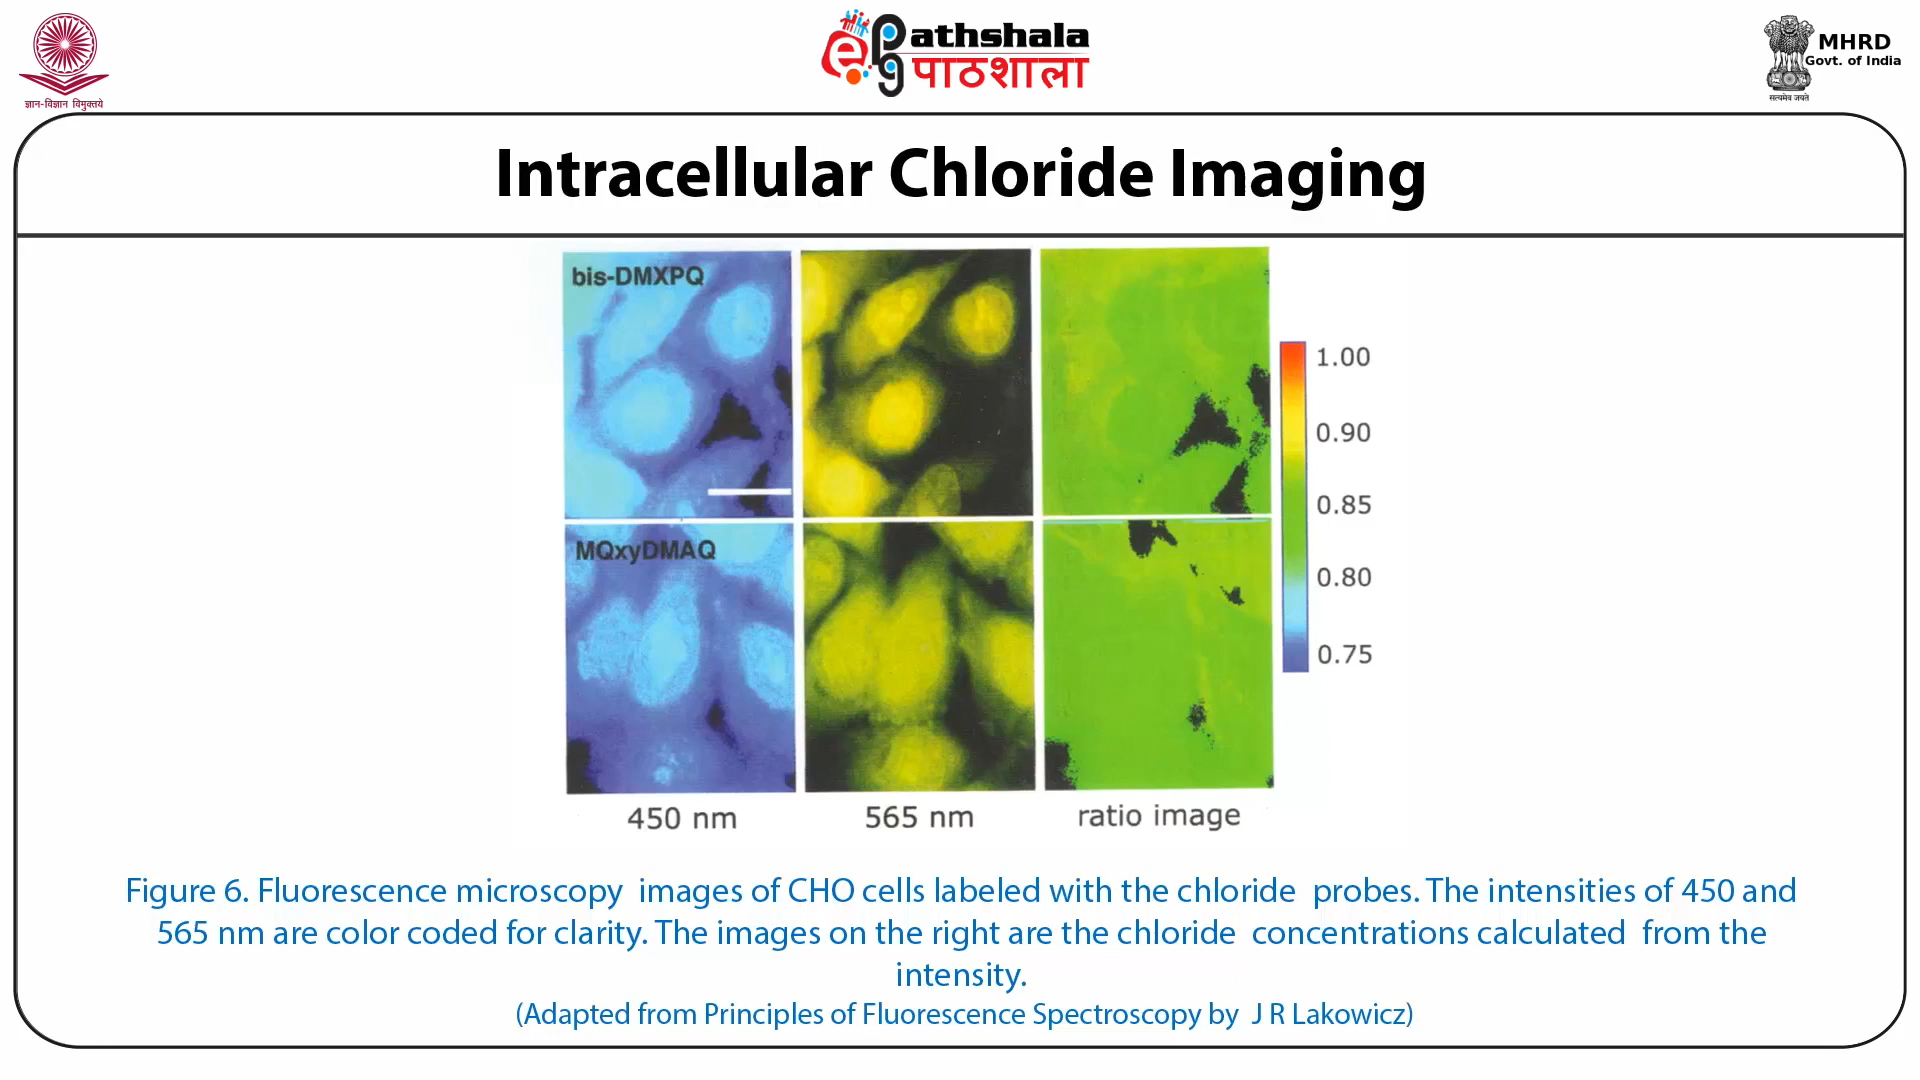 ज्ञान-विज्ञान विमुक्तये
ePathshala
पाठशाला
MHRD
Govt. of India
सत्यमेव जयते
Intracellular Chloride Imaging
bis-DMXPQ
MQxyDMAQ
1.00
0.90
0.85
0.80
0.75
450 nm
565 nm
ratio image
Figure 6. Fluorescence microscopy images of CHO cells labeled with the chloride probes. The intensities of 450 and
565 nm are color coded for clarity. The images on the right are the chloride concentrations calculated from the
intensity.
(Adapted from Principles of Fluorescence Spectroscopy by J R Lakowicz)